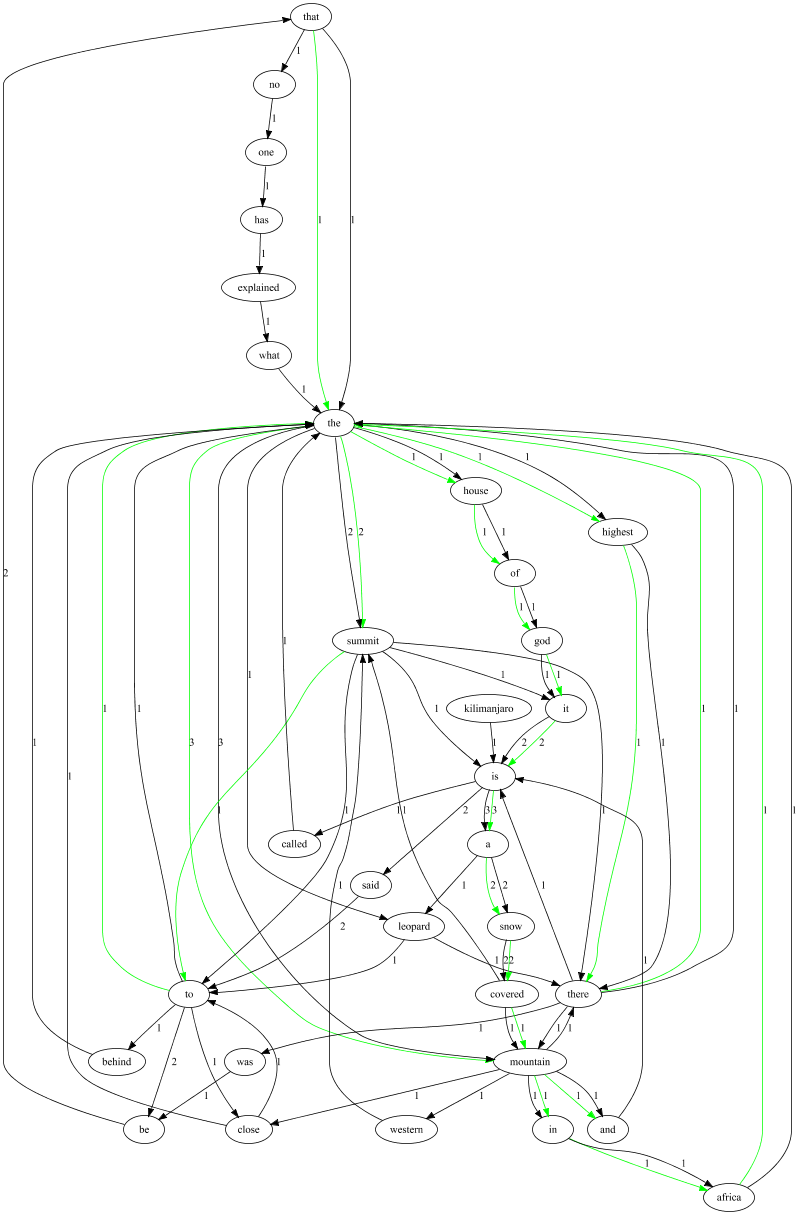 that
1
no
1
one
1
has
1 1
1
explained
1
what
1
the
1 1 1
house
1 1
highest
2 2
of
1 1
2
god
summit
1 1
1
1
kilimanjaro
it
1
1 1 1 3 3 1 1 1 1
1
2 2
is
1 1
1 1
2 3 3
1
1
called
a
said
1 2 2
1
leopard
snow
2
1
1
2 2
to
covered
there
1
1 1
1 1
1
behind
2
1
was
1
mountain
1
1
1
1
1 1
1
be
close
western
in
and
1 1
africa